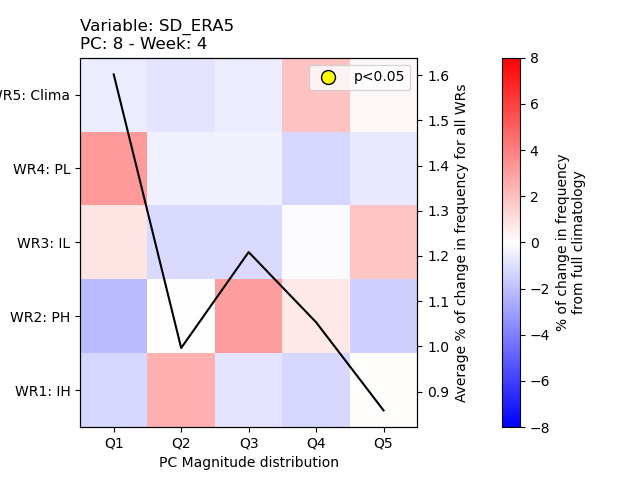 Variable: SD_ERA5
PC: 8 - Week: 4
p<0.05
WR5: Clima
WR4: PL
WR3: IL
WR2: PH
WR1: IH
Q1 Q2 Q3 Q4 Q5
PC Magnitude distribution
1.6
1.5
1.4
1.3
1.2
1.1
1.0
0.9
Average % of change in frequency for all WRs
8
6
4
2
0
−2
−4
−6
−8
% of change in frequency
from full climatology